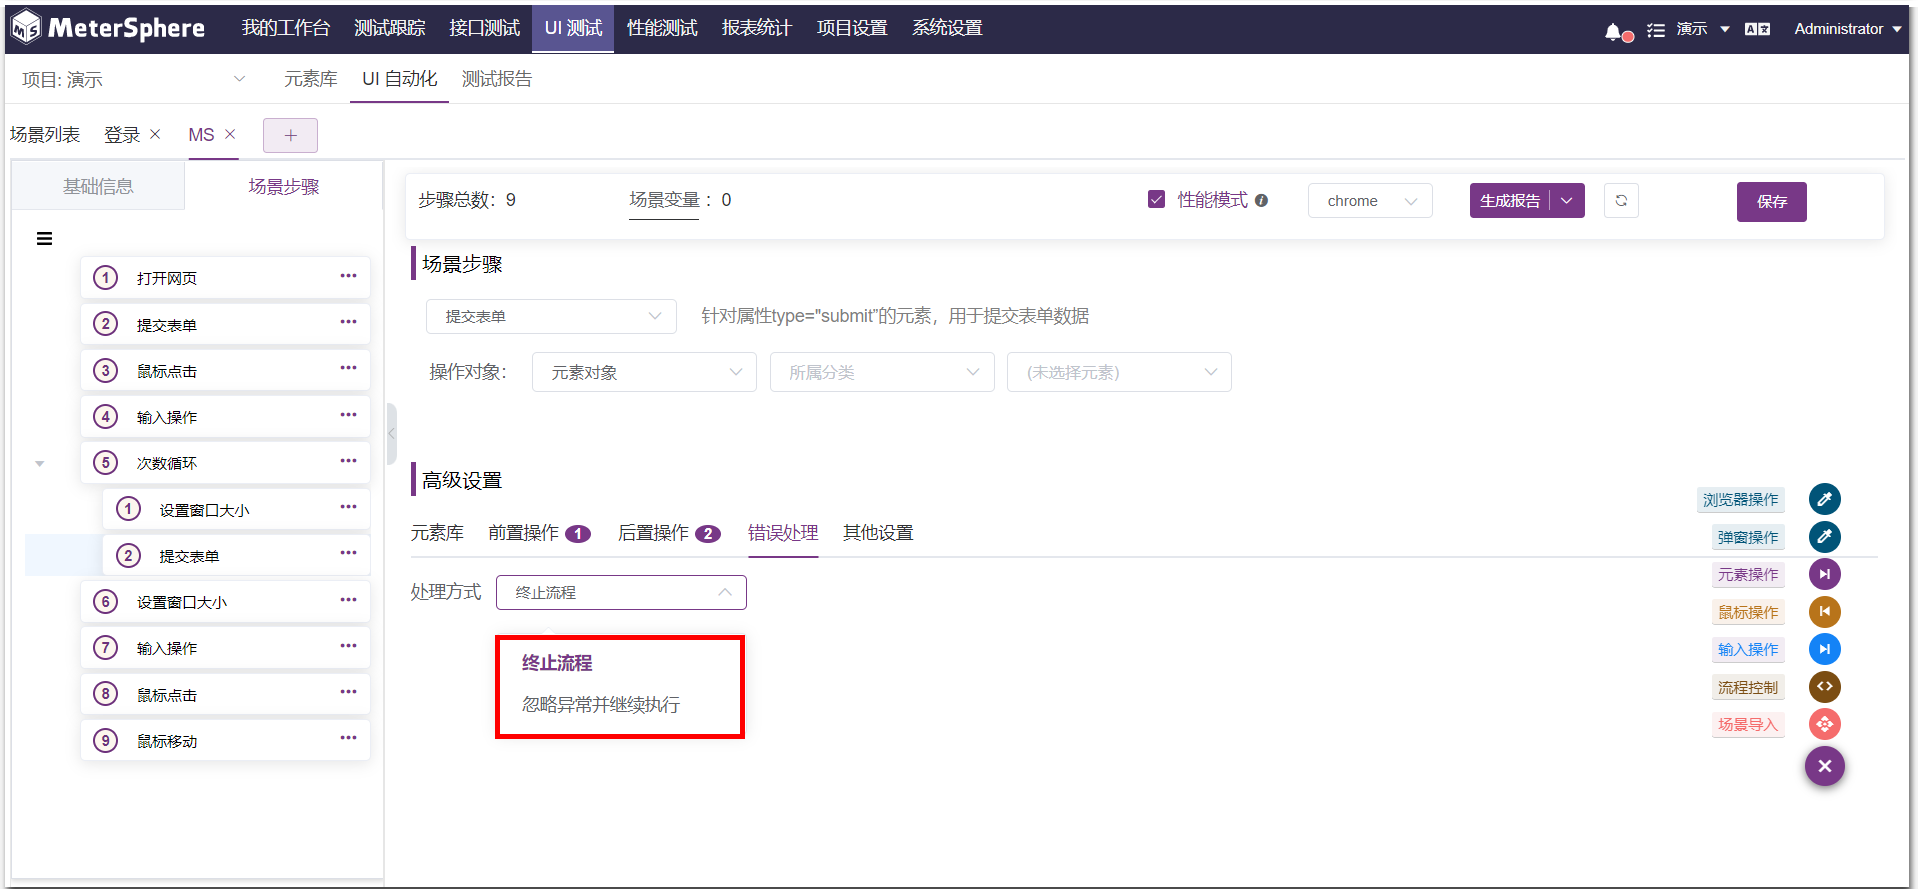 MeterSphere 我的工作台 测试跟踪 接口测试 UI 测试 性能测试 报表统计 项目设置 系统设置 演示 Administrator
项目: 演示 元素库 UI 自动化 测试报告
场景列表 登录 × MS × +
基础信息 场景步骤
步骤总数: 9 场景变量 : 0 性能模式 chrome 生成报告 保存
场景步骤
1 打开网页
2 提交表单
3 鼠标点击
4 输入操作
5 次数循环
1 设置窗口大小
2 提交表单
6 设置窗口大小
7 输入操作
8 鼠标点击
9 鼠标移动
提交表单 针对属性type="submit"的元素，用于提交表单数据
操作对象: 元素对象 所属分类 (未选择元素)
高级设置
元素库 前置操作 1 后置操作 2 错误处理 其他设置
处理方式 终止流程
终止流程
忽略异常并继续执行
浏览器操作
弹窗操作
元素操作
鼠标操作
输入操作
流程控制
场景导入